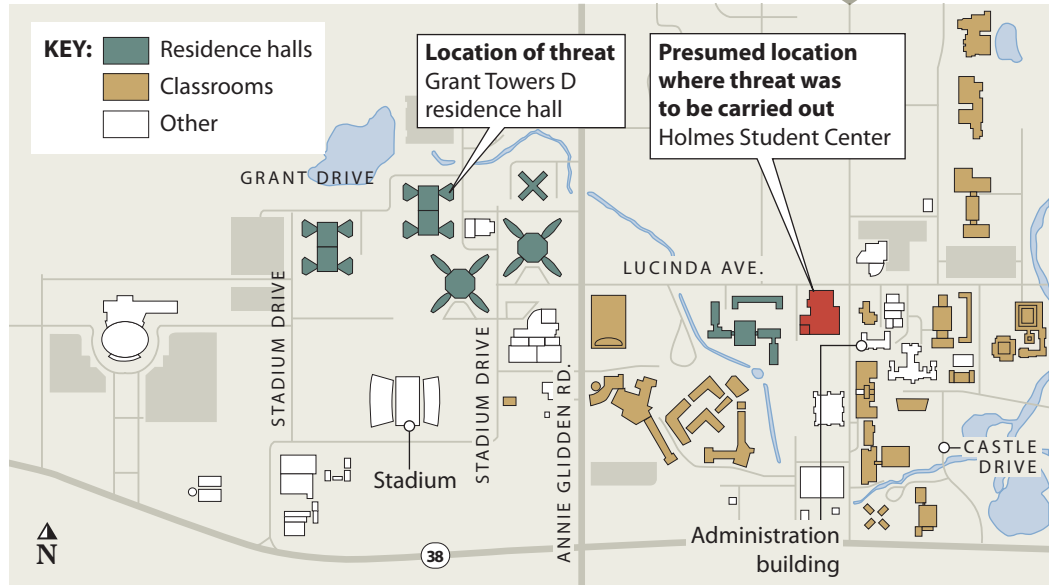 KEY:
Residence halls
Classrooms
Other
Location of threat
Grant Towers D
residence hall
Presumed location
where threat was
to be carried out
Holmes Student Center
GRANT DRIVE
LUCINDA AVE.
STADIUM DRIVE
STADIUM DRIVE
ANNIE GLIDDEN RD.
Stadium
CASTLE
DRIVE
Administration
building
38
N